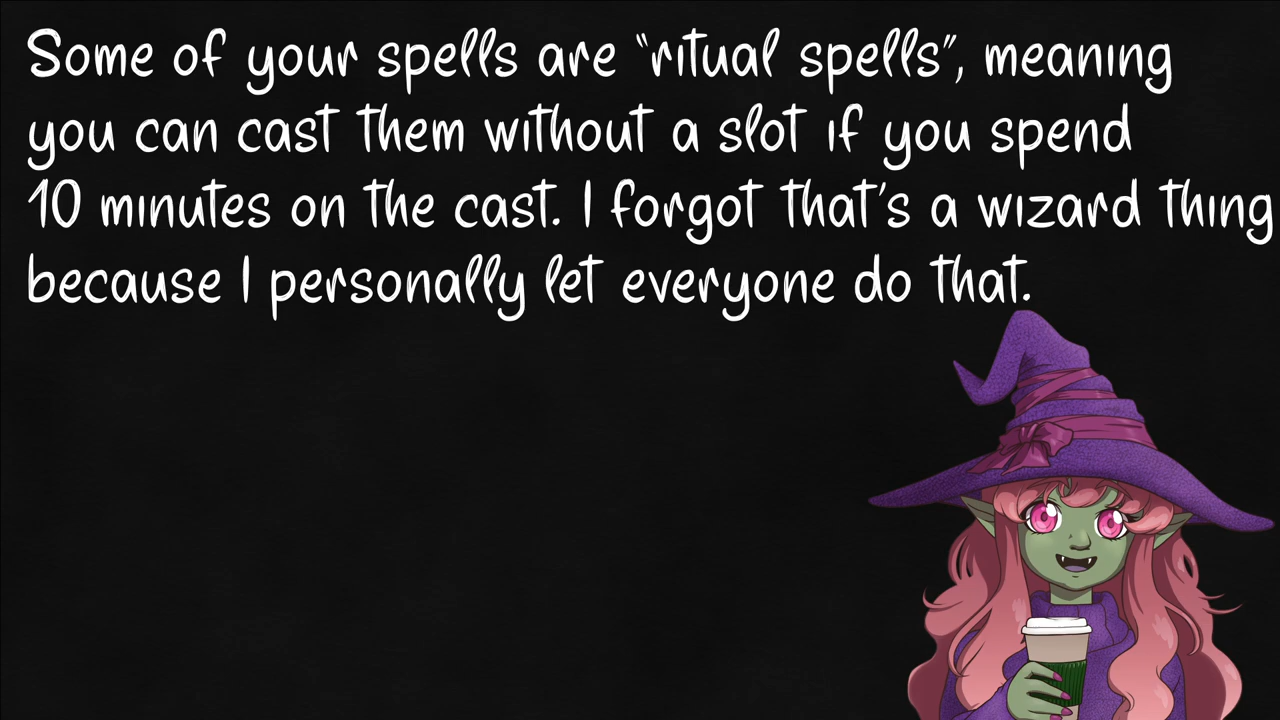 Some of your spells are "ritual spells", meaning
you can cast them without a slot if you spend
10 minutes on the cast. I forgot that's a wizard thing
because I personally let everyone do that.